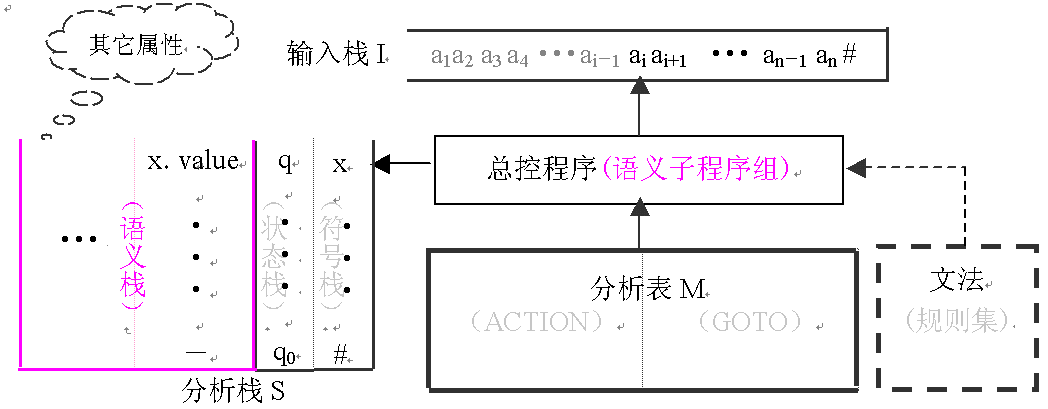 其它属性
输入栈 I
a₁a₂ a₃ a₄ ••• aᵢ₋₁ aᵢ aᵢ₊₁ ••• aₙ₋₁ aₙ #
总控程序(语义子程序组)
x. value q x
•••
(语义栈)
(状态栈)
(符号栈)
— q₀ #
分析栈 S
分析表 M
(ACTION) (GOTO)
文法
(规则集)